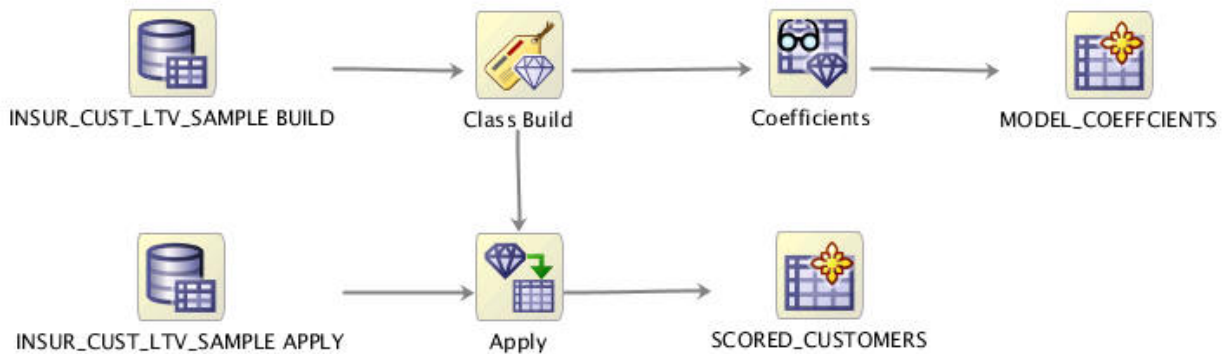 INSUR_CUST_LTV_SAMPLE BUILD
Class Build
Coefficients
MODEL_COEFFCIENTS
INSUR_CUST_LTV_SAMPLE APPLY
Apply
SCORED_CUSTOMERS